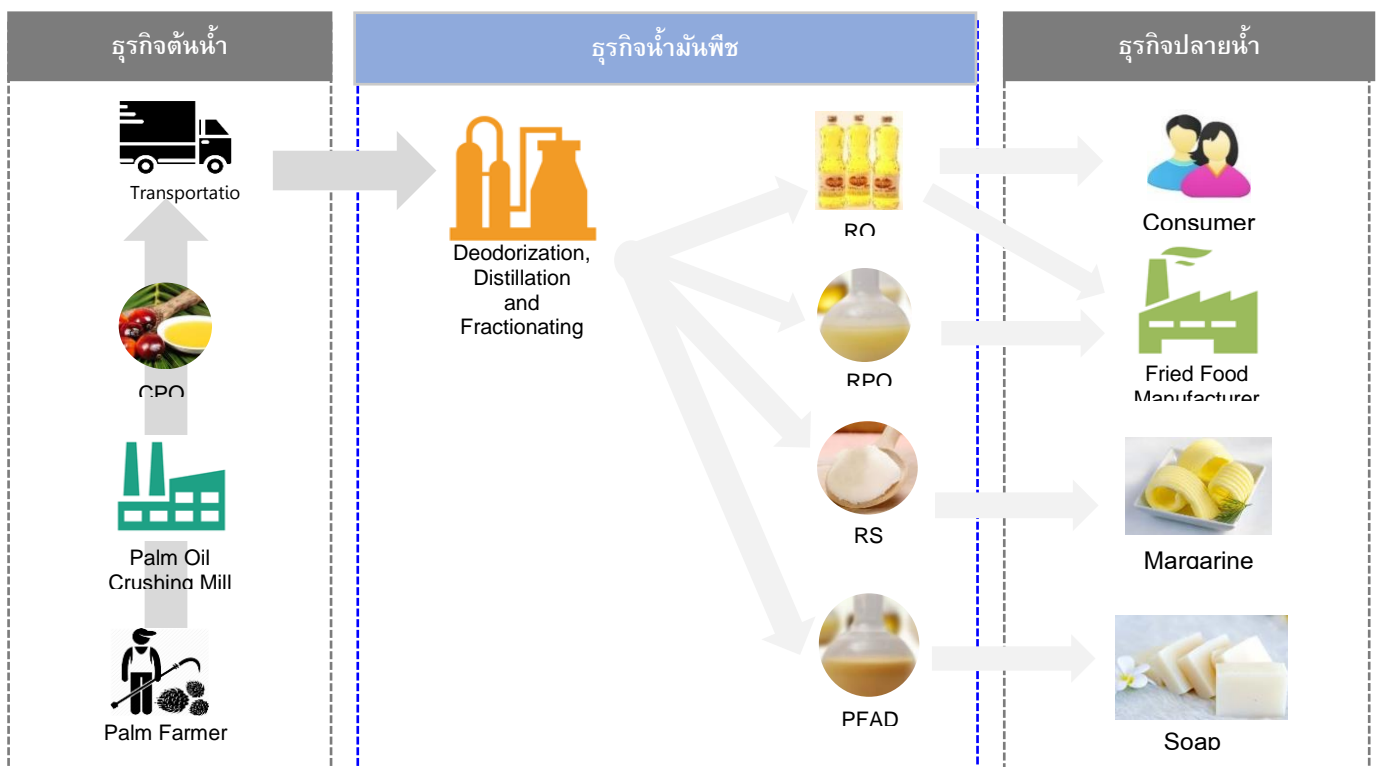 ธุรกิจต้นน้ำ
Transportatio
CPO
Palm Oil
Crushing Mill
Palm Farmer
ธุรกิจน้ำมันพืช
Deodorization,
Distillation
and
Fractionating
RO
RPO
RS
PFAD
ธุรกิจปลายน้ำ
Consumer
Fried Food
Manufacturer
Margarine
Soap